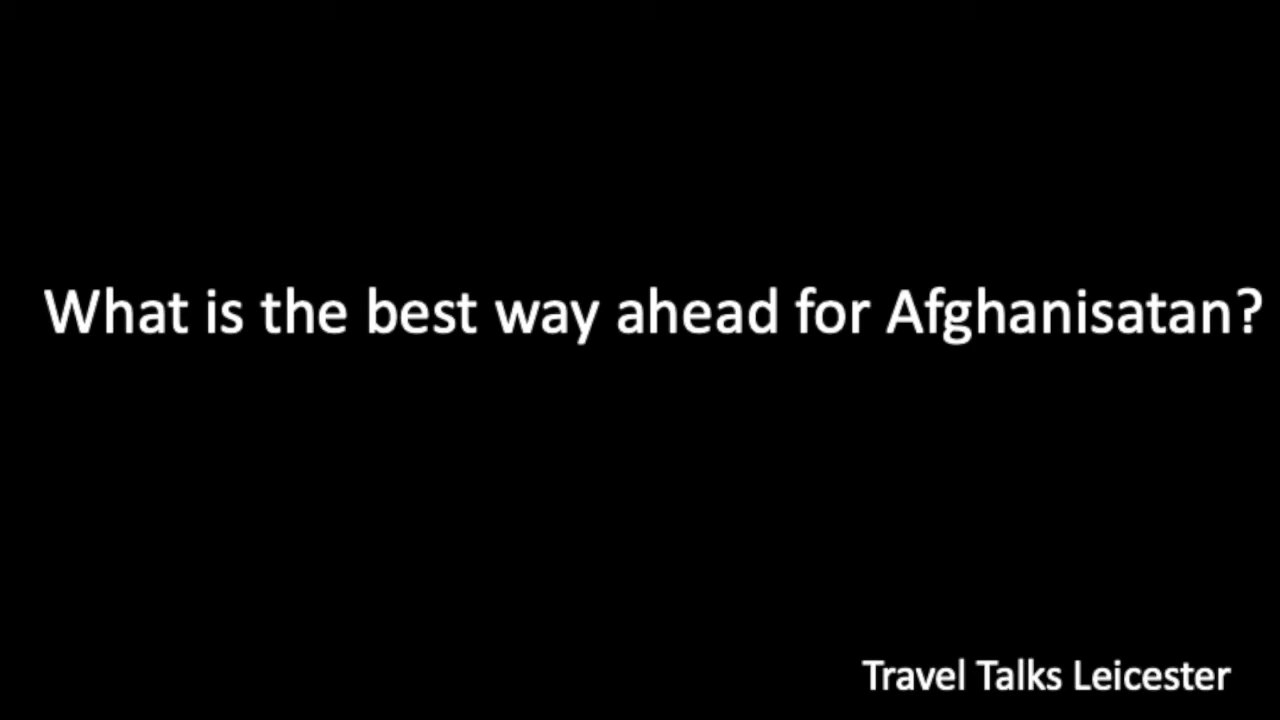 What is the best way ahead for Afghanisatan?
Travel Talks Leicester